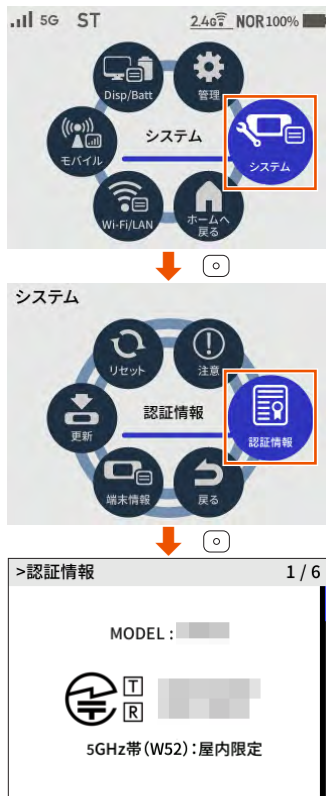 5G ST 2.4G NOR 100%
Disp/Batt
管理
モバイル
システム
システム
Wi-Fi/LAN
ホームへ
戻る
システム
リセット
注意
更新
認証情報
認証情報
端末情報
戻る
>認証情報 1 / 6
MODEL :
T
R
5GHz帯(W52):屋内限定